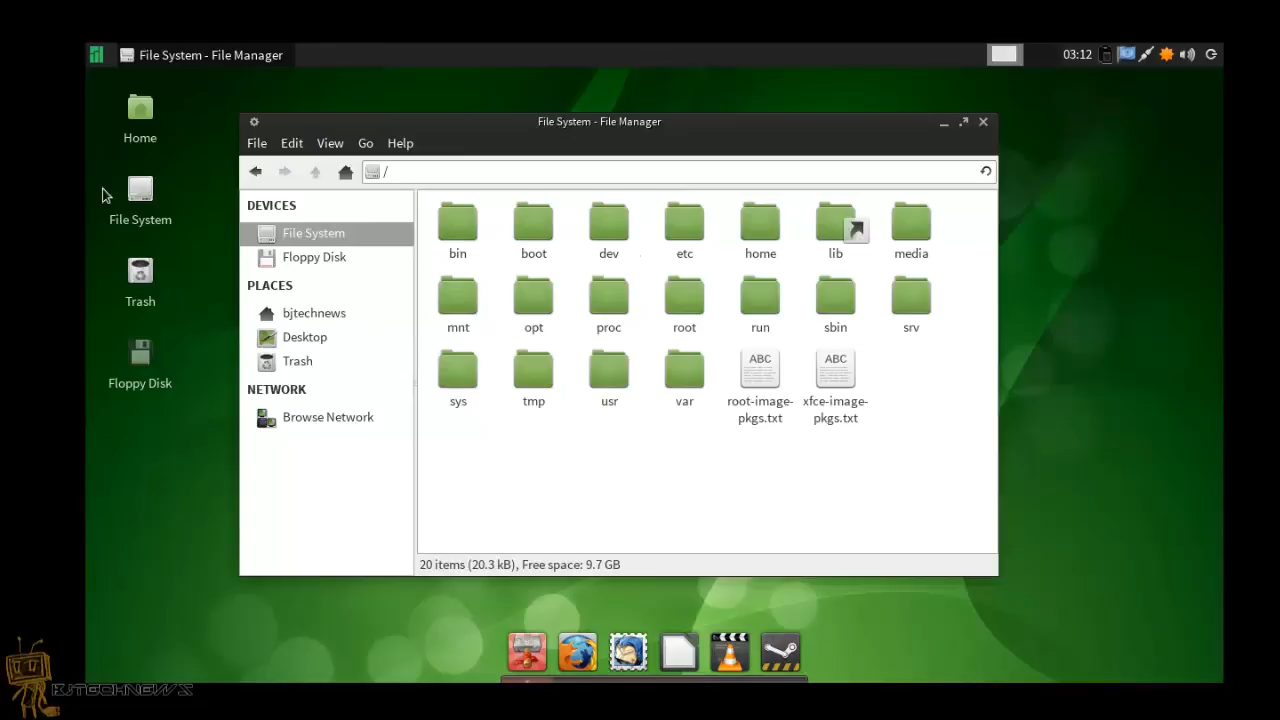 File System - File Manager
03:12
Home
File System
Trash
Floppy Disk
File System - File Manager
File Edit View Go Help
/
DEVICES
File System
Floppy Disk
PLACES
bjtechnews
Desktop
Trash
NETWORK
Browse Network
bin boot dev etc home lib media
mnt opt proc root run sbin srv
ABC ABC
sys tmp usr var root-image-pkgs.txt xfce-image-pkgs.txt
20 items (20.3 kB), Free space: 9.7 GB
BJTECHNEWS